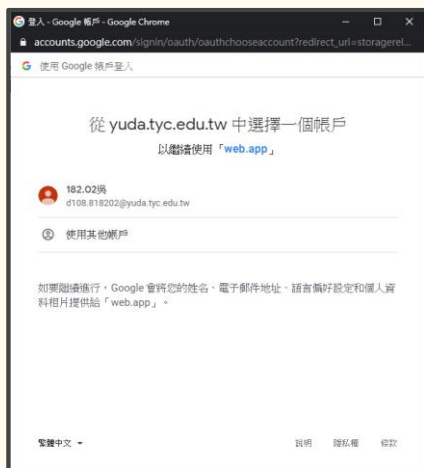 登入 - Google 帳戶 - Google Chrome
accounts.google.com/signin/oauth/oauthchooseaccount?redirect_uri=storagerel...
使用 Google 帳戶登入
從 yuda.tyc.edu.tw 中選擇一個帳戶
以繼續使用「web.app」
182.02吳
d108.818202@yuda.tyc.edu.tw
使用其他帳戶
如要繼續進行，Google 會將您的姓名、電子郵件地址、語言偏好設定和個人資
料相片提供給「web.app」。
繁體中文
說明 隱私權 條款